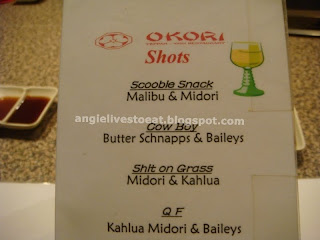 OKORI
Shots
Scooble Snack
Malibu & Midori
anglelivestoeat.blogspot.com
Cow Boy
Butter Schnapps & Baileys
Shit on Grass
Midori & Kahlua
Q F
Kahlua Midori & Baileys